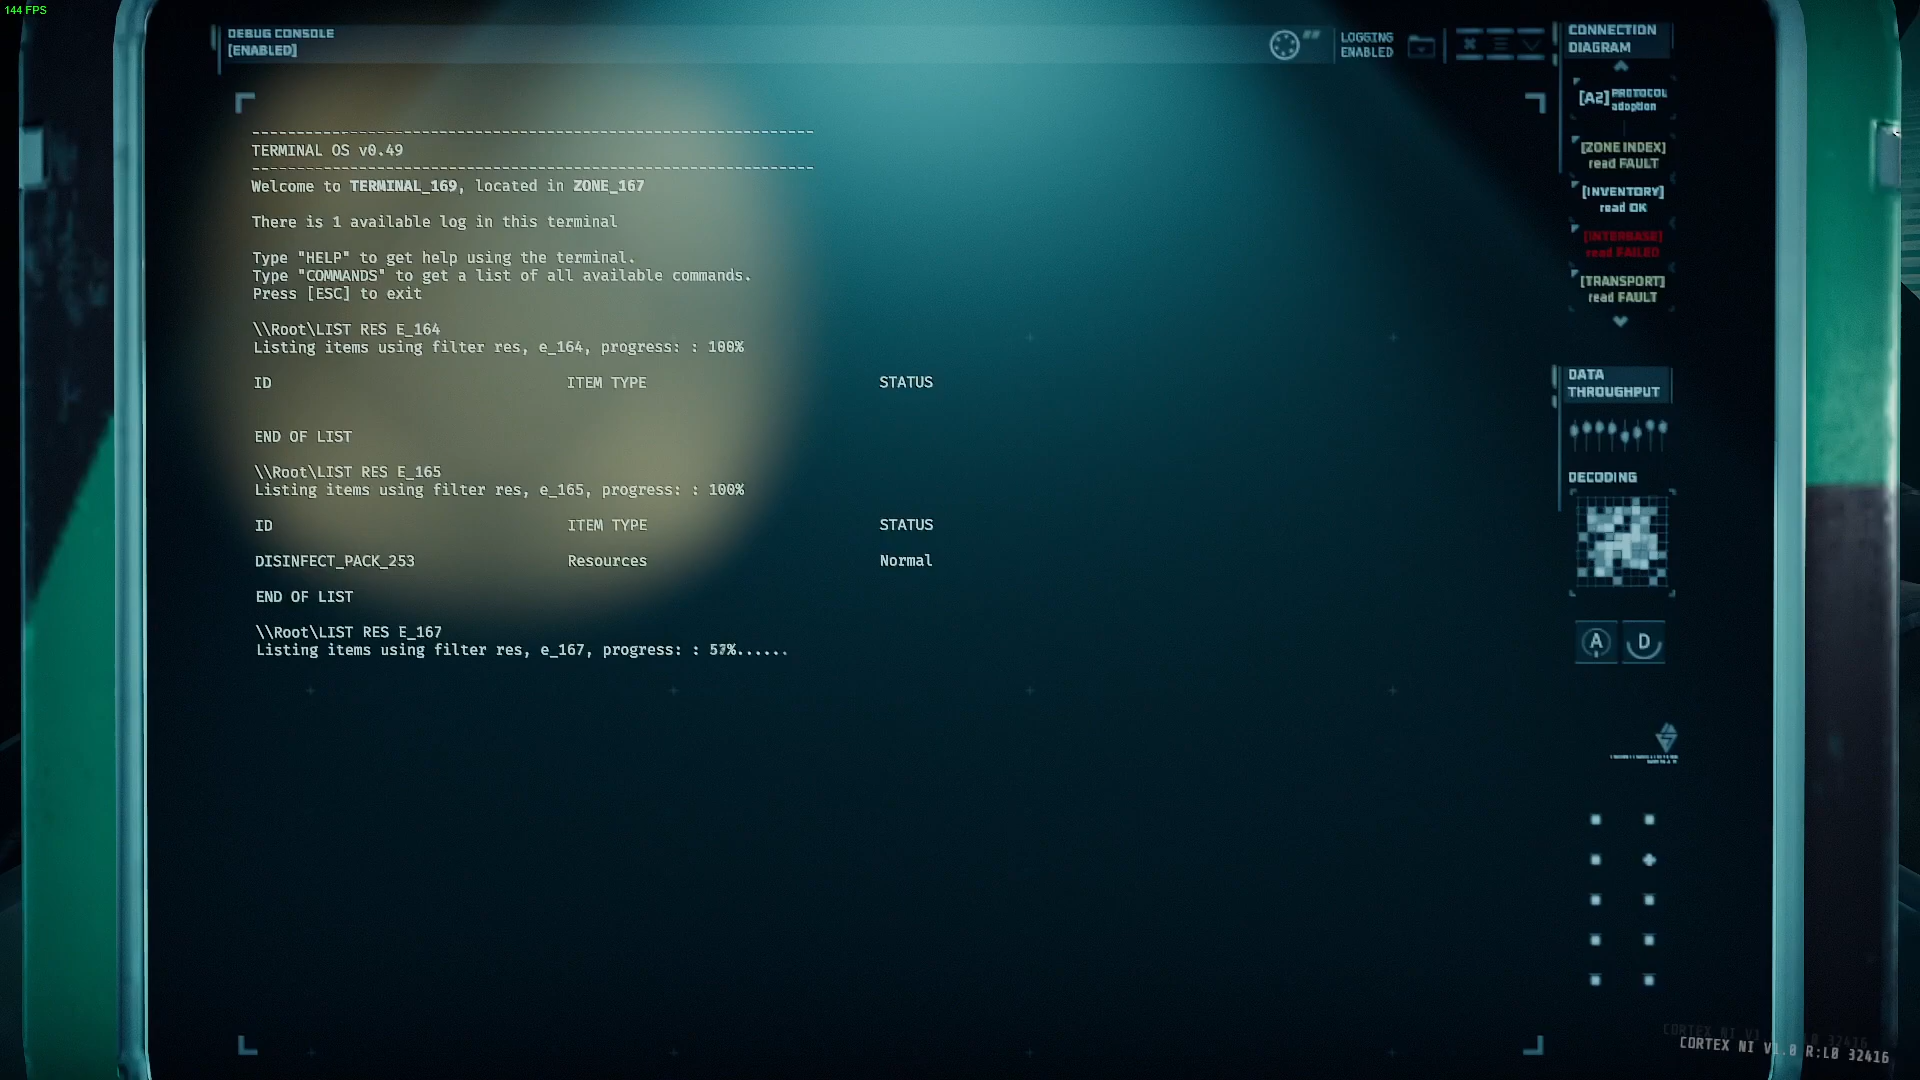 144 FPS
DEBUG CONSOLE
[ENABLED]
LOGGING
ENABLED
--------------------------------------------------------------
TERMINAL OS v0.49
--------------------------------------------------------------
Welcome to TERMINAL_169, located in ZONE_167
There is 1 available log in this terminal
Type "HELP" to get help using the terminal.
Type "COMMANDS" to get a list of all available commands.
Press [ESC] to exit
\\Root\LIST RES E_164
Listing items using filter res, e_164, progress: : 100%
ID ITEM TYPE STATUS
END OF LIST
\\Root\LIST RES E_165
Listing items using filter res, e_165, progress: : 100%
ID ITEM TYPE STATUS
DISINFECT_PACK_253 Resources Normal
END OF LIST
\\Root\LIST RES E_167
Listing items using filter res, e_167, progress: :
CONNECTION
DIAGRAM
[A2] PROTOCOL
adoption
[ZONE INDEX]
read FAULT
[INVENTORY]
read OK
[INTERBASE]
read FAILED
[TRANSPORT]
read FAULT
DATA
THROUGHPUT
DECODING
A D
CORTEX NI V1.0 R:L0 32416